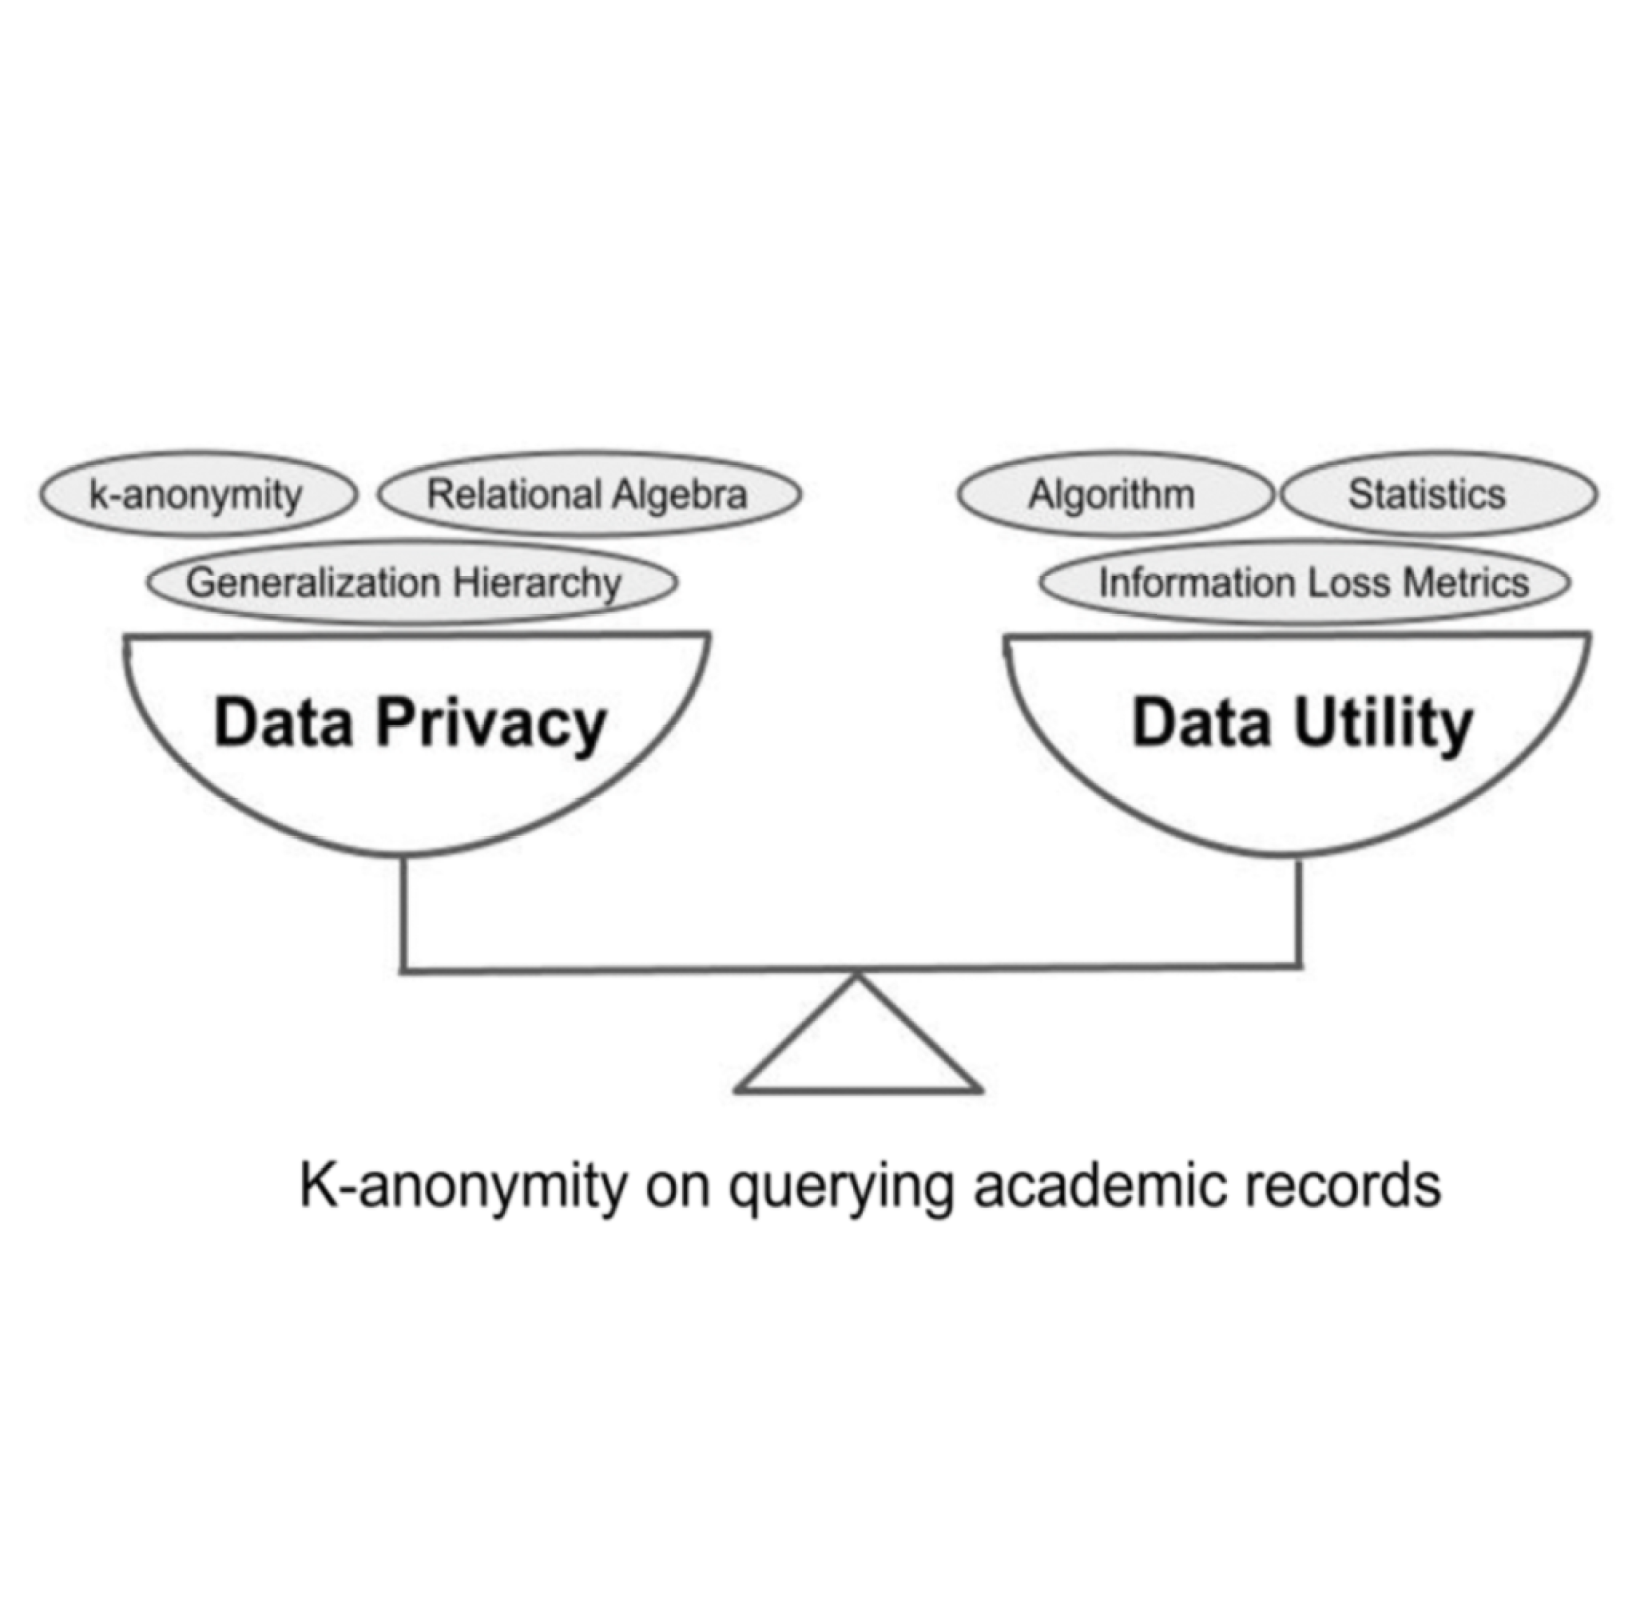 k-anonymity
Relational Algebra
Generalization Hierarchy
Data Privacy
Algorithm
Statistics
Information Loss Metrics
Data Utility
K-anonymity on querying academic records